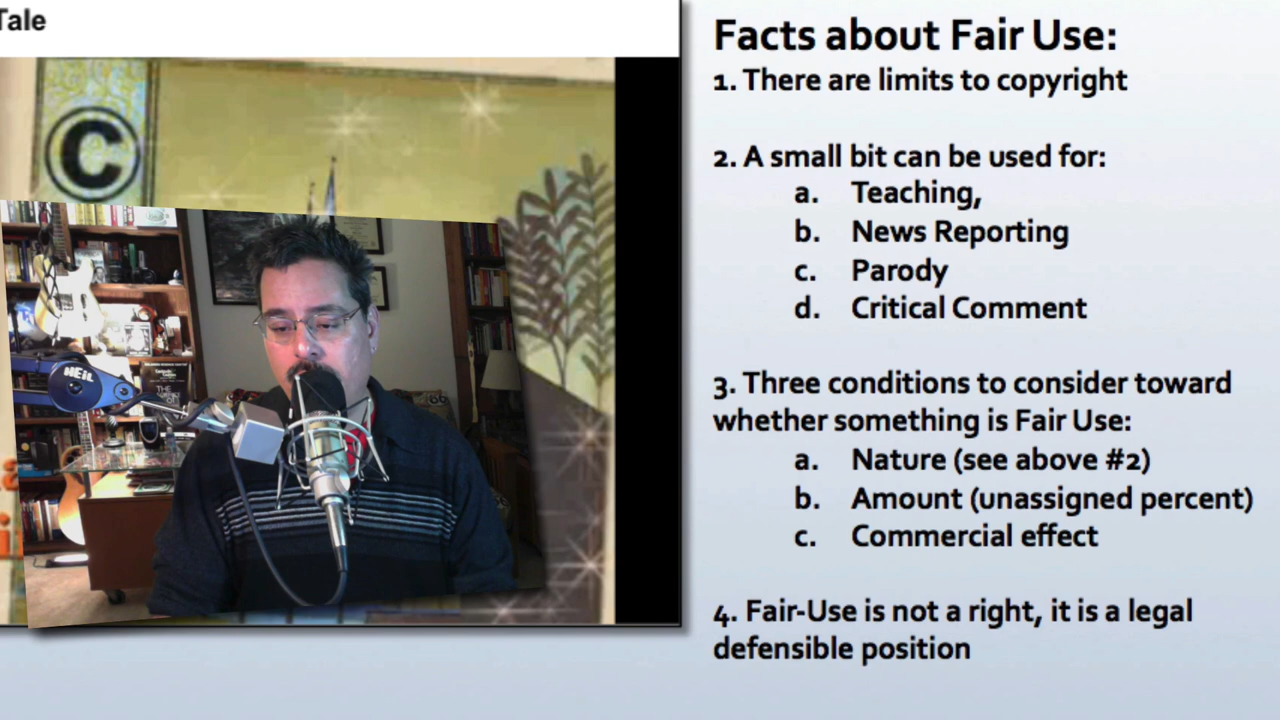 Tale
©
HEIL
Facts about Fair Use:
1. There are limits to copyright
2. A small bit can be used for:
a. Teaching,
b. News Reporting
c. Parody
d. Critical Comment
3. Three conditions to consider toward
whether something is Fair Use:
a. Nature (see above #2)
b. Amount (unassigned percent)
c. Commercial effect
4. Fair-Use is not a right, it is a legal
defensible position